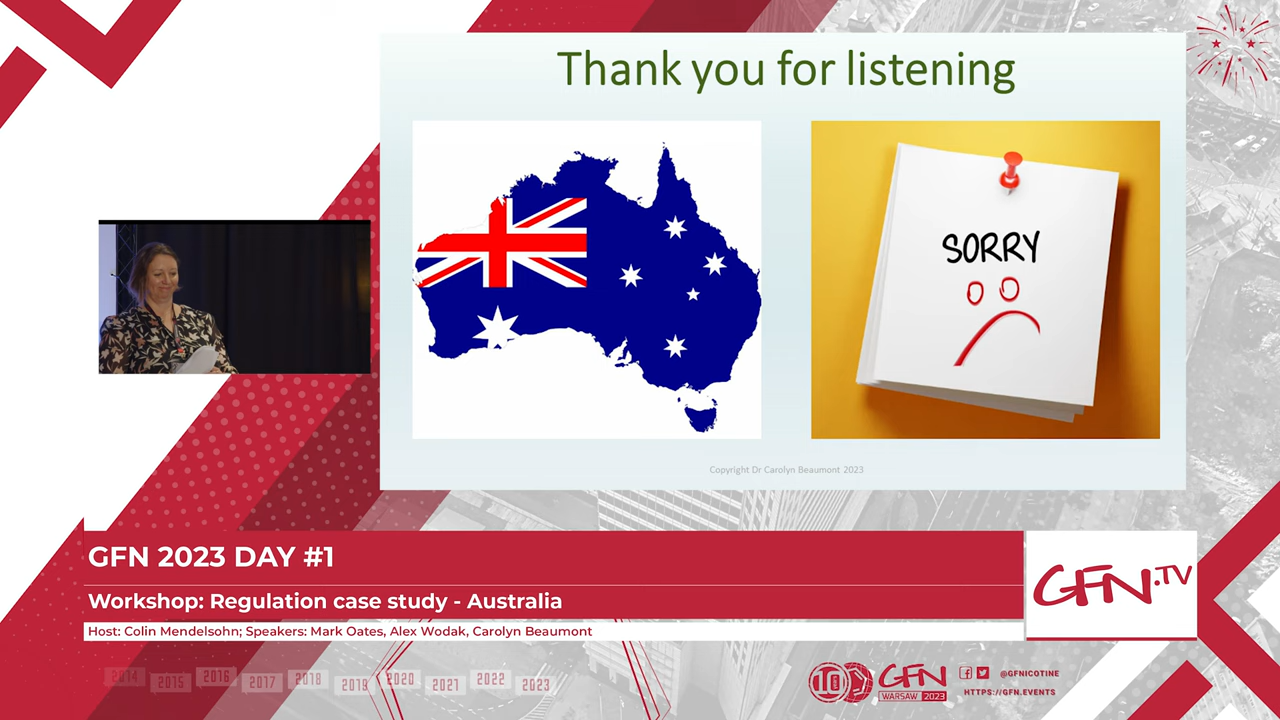 Thank you for listening
SORRY
Copyright Dr Carolyn Beaumont 2023
GFN 2023 DAY #1
Workshop: Regulation case study - Australia
Host: Colin Mendelsohn; Speakers: Mark Oates, Alex Wodak, Carolyn Beaumont
GFN.TV
2014 2015 2016 2017 2018 2019 2020 2021 2022 2023
10
GFN
WARSAW 2023
@GFNICOTINE
HTTPS://GFN.EVENTS